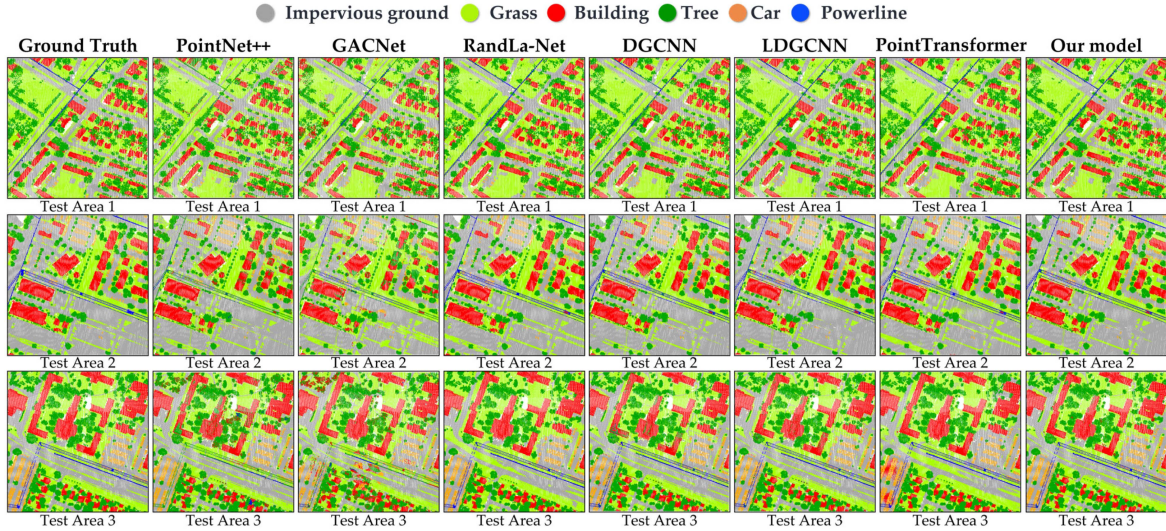 Impervious ground Grass Building Tree Car Powerline
Ground Truth PointNet++ GACNet RandLa-Net DGCNN LDGCNN PointTransformer Our model
Test Area 1 Test Area 1 Test Area 1 Test Area 1 Test Area 1 Test Area 1 Test Area 1 Test Area 1
Test Area 2 Test Area 2 Test Area 2 Test Area 2 Test Area 2 Test Area 2 Test Area 2 Test Area 2
Test Area 3 Test Area 3 Test Area 3 Test Area 3 Test Area 3 Test Area 3 Test Area 3 Test Area 2